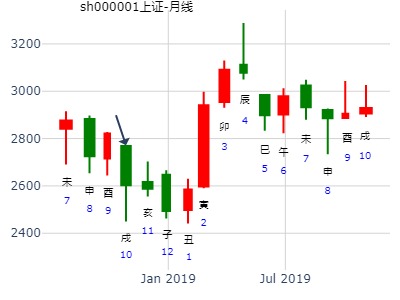 sh000001上证-月线
3200
3000
2800
2600
2400
未
7
申
8
酉
9
戌
10
亥
11
子
12
丑
1
寅
2
卯
3
辰
4
巳
5
午
6
未
7
申
8
酉
9
戌
10
Jan 2019
Jul 2019